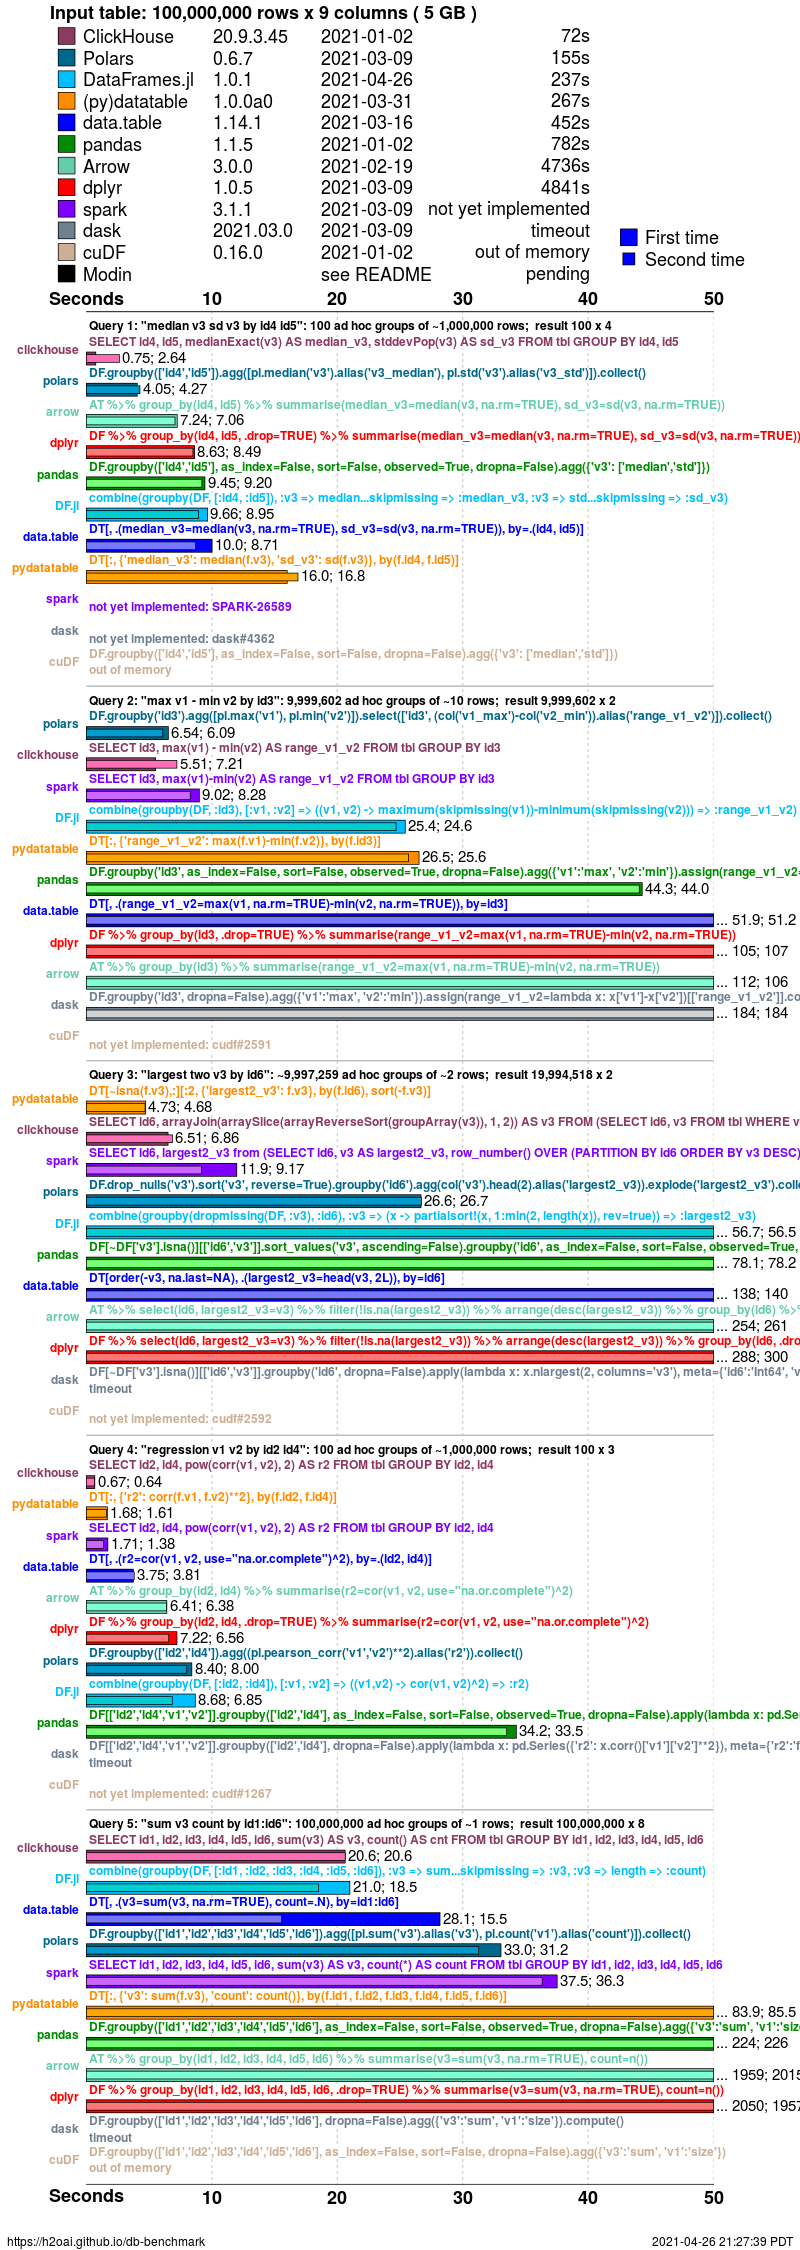 Input table: 100,000,000 rows x 9 columns ( 5 GB )
ClickHouse 20.9.3.45 2021-01-02 72s
Polars 0.6.7 2021-03-09 155s
DataFrames.jl 1.0.1 2021-04-26 237s
(py)datatable 1.0.0a0 2021-03-31 267s
data.table 1.14.1 2021-03-16 452s
pandas 1.1.5 2021-01-02 782s
Arrow 3.0.0 2021-02-19 4736s
dplyr 1.0.5 2021-03-09 4841s
spark 3.1.1 2021-03-09 not yet implemented
dask 2021.03.0 2021-03-09 timeout
cuDF 0.16.0 2021-01-02 out of memory
Modin see README pending
First time
Second time
Seconds 10 20 30 40 50
Query 1: "median v3 sd v3 by id4 id5": 100 ad hoc groups of ~1,000,000 rows; result 100 x 4
SELECT id4, id5, medianExact(v3) AS median_v3, stddevPop(v3) AS sd_v3 FROM tbl GROUP BY id4, id5
clickhouse 0.75; 2.64
DF.groupby(['id4','id5']).agg([pl.median('v3').alias('v3_median'), pl.std('v3').alias('v3_std')]).collect()
polars 4.05; 4.27
AT %>% group_by(id4, id5) %>% summarise(median_v3=median(v3, na.rm=TRUE), sd_v3=sd(v3, na.rm=TRUE))
arrow 7.24; 7.06
DF %>% group_by(id4, id5, .drop=TRUE) %>% summarise(median_v3=median(v3, na.rm=TRUE), sd_v3=sd(v3, na.rm=TRUE))
dplyr 8.63; 8.49
DF.groupby(['id4','id5'], as_index=False, sort=False, observed=True, dropna=False).agg({'v3': ['median','std']})
pandas 9.45; 9.20
combine(groupby(DF, [:id4, :id5]), :v3 => median...skipmissing => :median_v3, :v3 => std...skipmissing => :sd_v3)
DF.jl 9.66; 8.95
DT[, .(median_v3=median(v3, na.rm=TRUE), sd_v3=sd(v3, na.rm=TRUE)), by=.(id4, id5)]
data.table 10.0; 8.71
DT[:, {'median_v3': median(f.v3), 'sd_v3': sd(f.v3)}, by(f.id4, f.id5)]
pydatatable 16.0; 16.8
spark
not yet implemented: SPARK-26589
dask
not yet implemented: dask#4362
DF.groupby(['id4','id5'], as_index=False, sort=False, dropna=False).agg({'v3': ['median','std']})
cuDF
out of memory
Query 2: "max v1 - min v2 by id3": 9,999,602 ad hoc groups of ~10 rows; result 9,999,602 x 2
DF.groupby('id3').agg([pl.max('v1'), pl.min('v2')]).select(['id3', (col('v1_max')-col('v2_min')).alias('range_v1_v2')]).collect()
polars 6.54; 6.09
SELECT id3, max(v1) - min(v2) AS range_v1_v2 FROM tbl GROUP BY id3
clickhouse 5.51; 7.21
SELECT id3, max(v1)-min(v2) AS range_v1_v2 FROM tbl GROUP BY id3
spark 9.02; 8.28
combine(groupby(DF, :id3), [:v1, :v2] => ((v1, v2) -> maximum(skipmissing(v1))-minimum(skipmissing(v2))) => :range_v1_v2)
DF.jl 25.4; 24.6
DT[:, {'range_v1_v2': max(f.v1)-min(f.v2)}, by(f.id3)]
pydatatable 26.5; 25.6
DF.groupby('id3', as_index=False, sort=False, observed=True, dropna=False).agg({'v1':'max', 'v2':'min'}).assign(range_v1_v2=
pandas 44.3; 44.0
DT[, .(range_v1_v2=max(v1, na.rm=TRUE)-min(v2, na.rm=TRUE)), by=id3]
data.table ... 51.9; 51.2
DF %>% group_by(id3, .drop=TRUE) %>% summarise(range_v1_v2=max(v1, na.rm=TRUE)-min(v2, na.rm=TRUE))
dplyr ... 105; 107
AT %>% group_by(id3) %>% summarise(range_v1_v2=max(v1, na.rm=TRUE)-min(v2, na.rm=TRUE))
arrow ... 112; 106
DF.groupby('id3', dropna=False).agg({'v1':'max', 'v2':'min'}).assign(range_v1_v2=lambda x: x['v1']-x['v2'])[['range_v1_v2']].co
dask ... 184; 184
cuDF
not yet implemented: cudf#2591
Query 3: "largest two v3 by id6": ~9,997,259 ad hoc groups of ~2 rows; result 19,994,518 x 2
DT[~isna(f.v3),:][:2, {'largest2_v3': f.v3}, by(f.id6), sort(-f.v3)]
pydatatable 4.73; 4.68
SELECT id6, arrayJoin(arraySlice(arrayReverseSort(groupArray(v3)), 1, 2)) AS v3 FROM (SELECT id6, v3 FROM tbl WHERE v
clickhouse 6.51; 6.86
SELECT id6, largest2_v3 from (SELECT id6, v3 AS largest2_v3, row_number() OVER (PARTITION BY id6 ORDER BY v3 DESC)
spark 11.9; 9.17
DF.drop_nulls('v3').sort('v3', reverse=True).groupby('id6').agg(col('v3').head(2).alias('largest2_v3')).explode('largest2_v3').coll
polars 26.6; 26.7
combine(groupby(dropmissing(DF, :v3), :id6), :v3 => (x -> partialsort!(x, 1:min(2, length(x)), rev=true)) => :largest2_v3)
DF.jl ... 56.7; 56.5
DF[~DF['v3'].isna()][['id6','v3']].sort_values('v3', ascending=False).groupby('id6', as_index=False, sort=False, observed=True,
pandas ... 78.1; 78.2
DT[order(-v3, na.last=NA), .(largest2_v3=head(v3, 2L)), by=id6]
data.table ... 138; 140
AT %>% select(id6, largest2_v3=v3) %>% filter(!is.na(largest2_v3)) %>% arrange(desc(largest2_v3)) %>% group_by(id6) %>%
arrow ... 254; 261
DF %>% select(id6, largest2_v3=v3) %>% filter(!is.na(largest2_v3)) %>% arrange(desc(largest2_v3)) %>% group_by(id6, .dro
dplyr ... 288; 300
DF[~DF['v3'].isna()][['id6','v3']].groupby('id6', dropna=False).apply(lambda x: x.nlargest(2, columns='v3'), meta={'id6':'Int64', 'v
dask
timeout
cuDF
not yet implemented: cudf#2592
Query 4: "regression v1 v2 by id2 id4": 100 ad hoc groups of ~1,000,000 rows; result 100 x 3
SELECT id2, id4, pow(corr(v1, v2), 2) AS r2 FROM tbl GROUP BY id2, id4
clickhouse 0.67; 0.64
DT[:, {'r2': corr(f.v1, f.v2)**2}, by(f.id2, f.id4)]
pydatatable 1.68; 1.61
SELECT id2, id4, pow(corr(v1, v2), 2) AS r2 FROM tbl GROUP BY id2, id4
spark 1.71; 1.38
DT[, .(r2=cor(v1, v2, use="na.or.complete")^2), by=.(id2, id4)]
data.table 3.75; 3.81
AT %>% group_by(id2, id4) %>% summarise(r2=cor(v1, v2, use="na.or.complete")^2)
arrow 6.41; 6.38
DF %>% group_by(id2, id4, .drop=TRUE) %>% summarise(r2=cor(v1, v2, use="na.or.complete")^2)
dplyr 7.22; 6.56
DF.groupby(['id2','id4']).agg((pl.pearson_corr('v1','v2')**2).alias('r2')).collect()
polars 8.40; 8.00
combine(groupby(DF, [:id2, :id4]), [:v1, :v2] => ((v1,v2) -> cor(v1, v2)^2) => :r2)
DF.jl 8.68; 6.85
DF[['id2','id4','v1','v2']].groupby(['id2','id4'], as_index=False, sort=False, observed=True, dropna=False).apply(lambda x: pd.Seri
pandas 34.2; 33.5
DF[['id2','id4','v1','v2']].groupby(['id2','id4'], dropna=False).apply(lambda x: pd.Series({'r2': x.corr()['v1']['v2']**2}), meta={'r2':'f
dask
timeout
cuDF
not yet implemented: cudf#1267
Query 5: "sum v3 count by id1:id6": 100,000,000 ad hoc groups of ~1 rows; result 100,000,000 x 8
SELECT id1, id2, id3, id4, id5, id6, sum(v3) AS v3, count() AS cnt FROM tbl GROUP BY id1, id2, id3, id4, id5, id6
clickhouse 20.6; 20.6
combine(groupby(DF, [:id1, :id2, :id3, :id4, :id5, :id6]), :v3 => sum...skipmissing => :v3, :v3 => length => :count)
DF.jl 21.0; 18.5
DT[, .(v3=sum(v3, na.rm=TRUE), count=.N), by=id1:id6]
data.table 28.1; 15.5
DF.groupby(['id1','id2','id3','id4','id5','id6']).agg([pl.sum('v3').alias('v3'), pl.count('v1').alias('count')]).collect()
polars 33.0; 31.2
SELECT id1, id2, id3, id4, id5, id6, sum(v3) AS v3, count(*) AS count FROM tbl GROUP BY id1, id2, id3, id4, id5, id6
spark 37.5; 36.3
DT[:, {'v3': sum(f.v3), 'count': count()}, by(f.id1, f.id2, f.id3, f.id4, f.id5, f.id6)]
pydatatable ... 83.9; 85.5
DF.groupby(['id1','id2','id3','id4','id5','id6'], as_index=False, sort=False, observed=True, dropna=False).agg({'v3':'sum', 'v1':'size
pandas ... 224; 226
AT %>% group_by(id1, id2, id3, id4, id5, id6) %>% summarise(v3=sum(v3, na.rm=TRUE), count=n())
arrow ... 1959; 2015
DF %>% group_by(id1, id2, id3, id4, id5, id6, .drop=TRUE) %>% summarise(v3=sum(v3, na.rm=TRUE), count=n())
dplyr ... 2050; 1957
DF.groupby(['id1','id2','id3','id4','id5','id6'], dropna=False).agg({'v3':'sum', 'v1':'size'}).compute()
dask
timeout
DF.groupby(['id1','id2','id3','id4','id5','id6'], as_index=False, sort=False, dropna=False).agg({'v3':'sum', 'v1':'size'})
cuDF
out of memory
Seconds 10 20 30 40 50
https://h2oai.github.io/db-benchmark 2021-04-26 21:27:39 PDT